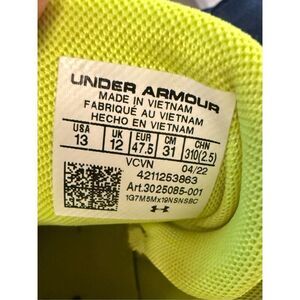 UNDER ARMOUR
MADE IN VIETNAM
FABRIQUÉ AU VIETNAM
HECHO EN VIETNAM
USA UK EUR CM CHN
13 12 47.5 31 310(2.5)
VCVN 04/22
4211253863
Art.3025085-001
1G7M5Mx19NSNSBC